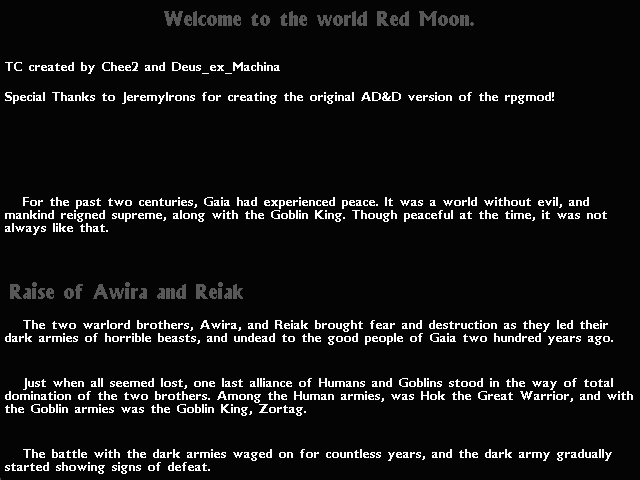 Welcome to the world Red Moon.
TC created by Chee2 and Deus_ex_Machina
Special Thanks to JeremyIrons for creating the original AD&D version of the rpgmod!
For the past two centuries, Gaia had experienced peace. It was a world without evil, and
mankind reigned supreme, along with the Goblin King. Though peaceful at the time, it was not
always like that.
Raise of Awira and Reiak
The two warlord brothers, Awira, and Reiak brought fear and destruction as they led their
dark armies of horrible beasts, and undead to the good people of Gaia two hundred years ago.
Just when all seemed lost, one last alliance of Humans and Goblins stood in the way of total
domination of the two brothers. Among the Human armies, was Hok the Great Warrior, and with
the Goblin armies was the Goblin King, Zortag.
The battle with the dark armies waged on for countless years, and the dark army gradually
started showing signs of defeat.